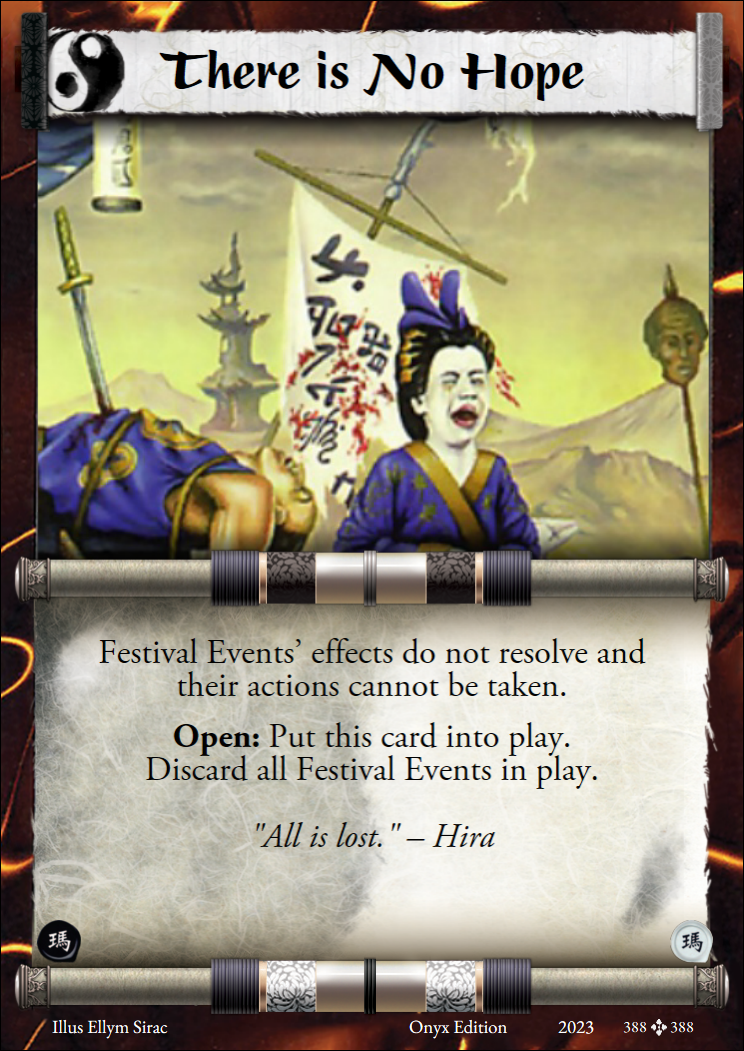 There is No Hope
Festival Events’ effects do not resolve and
their actions cannot be taken.
Open: Put this card into play.
Discard all Festival Events in play.
"All is lost." – Hira
瑪
瑪
Illus Ellym Sirac
Onyx Edition
2023
388
388